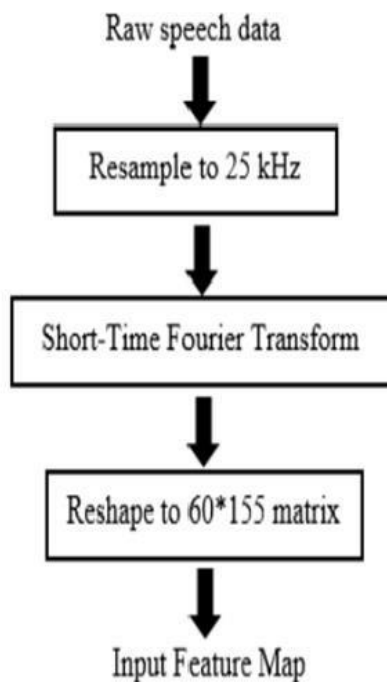 Raw speech data
Resample to 25 kHz
Short-Time Fourier Transform
Reshape to 60*155 matrix
Input Feature Map